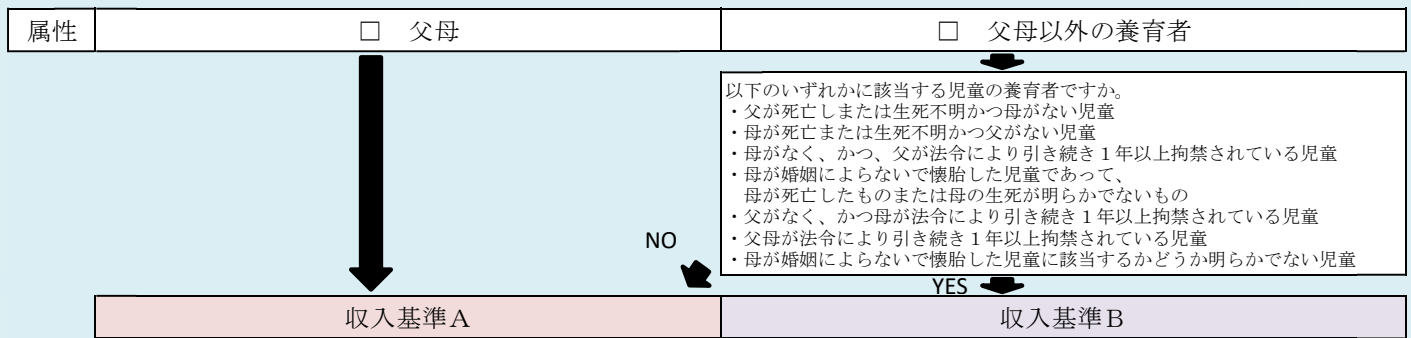 属性 □ 父母 □ 父母以外の養育者
以下のいずれかに該当する児童の養育者ですか。
・父が死亡しまたは生死不明かつ母がない児童
・母が死亡または生死不明かつ父がない児童
・母がなく、かつ、父が法令により引き続き１年以上拘禁されている児童
・母が婚姻によらないで懐胎した児童であって、
母が死亡したものまたは母の生死が明らかでないもの
・父がなく、かつ母が法令により引き続き１年以上拘禁されている児童
・父母が法令により引き続き１年以上拘禁されている児童
・母が婚姻によらないで懐胎した児童に該当するかどうか明らかでない児童
NO
YES
収入基準Ａ 収入基準Ｂ